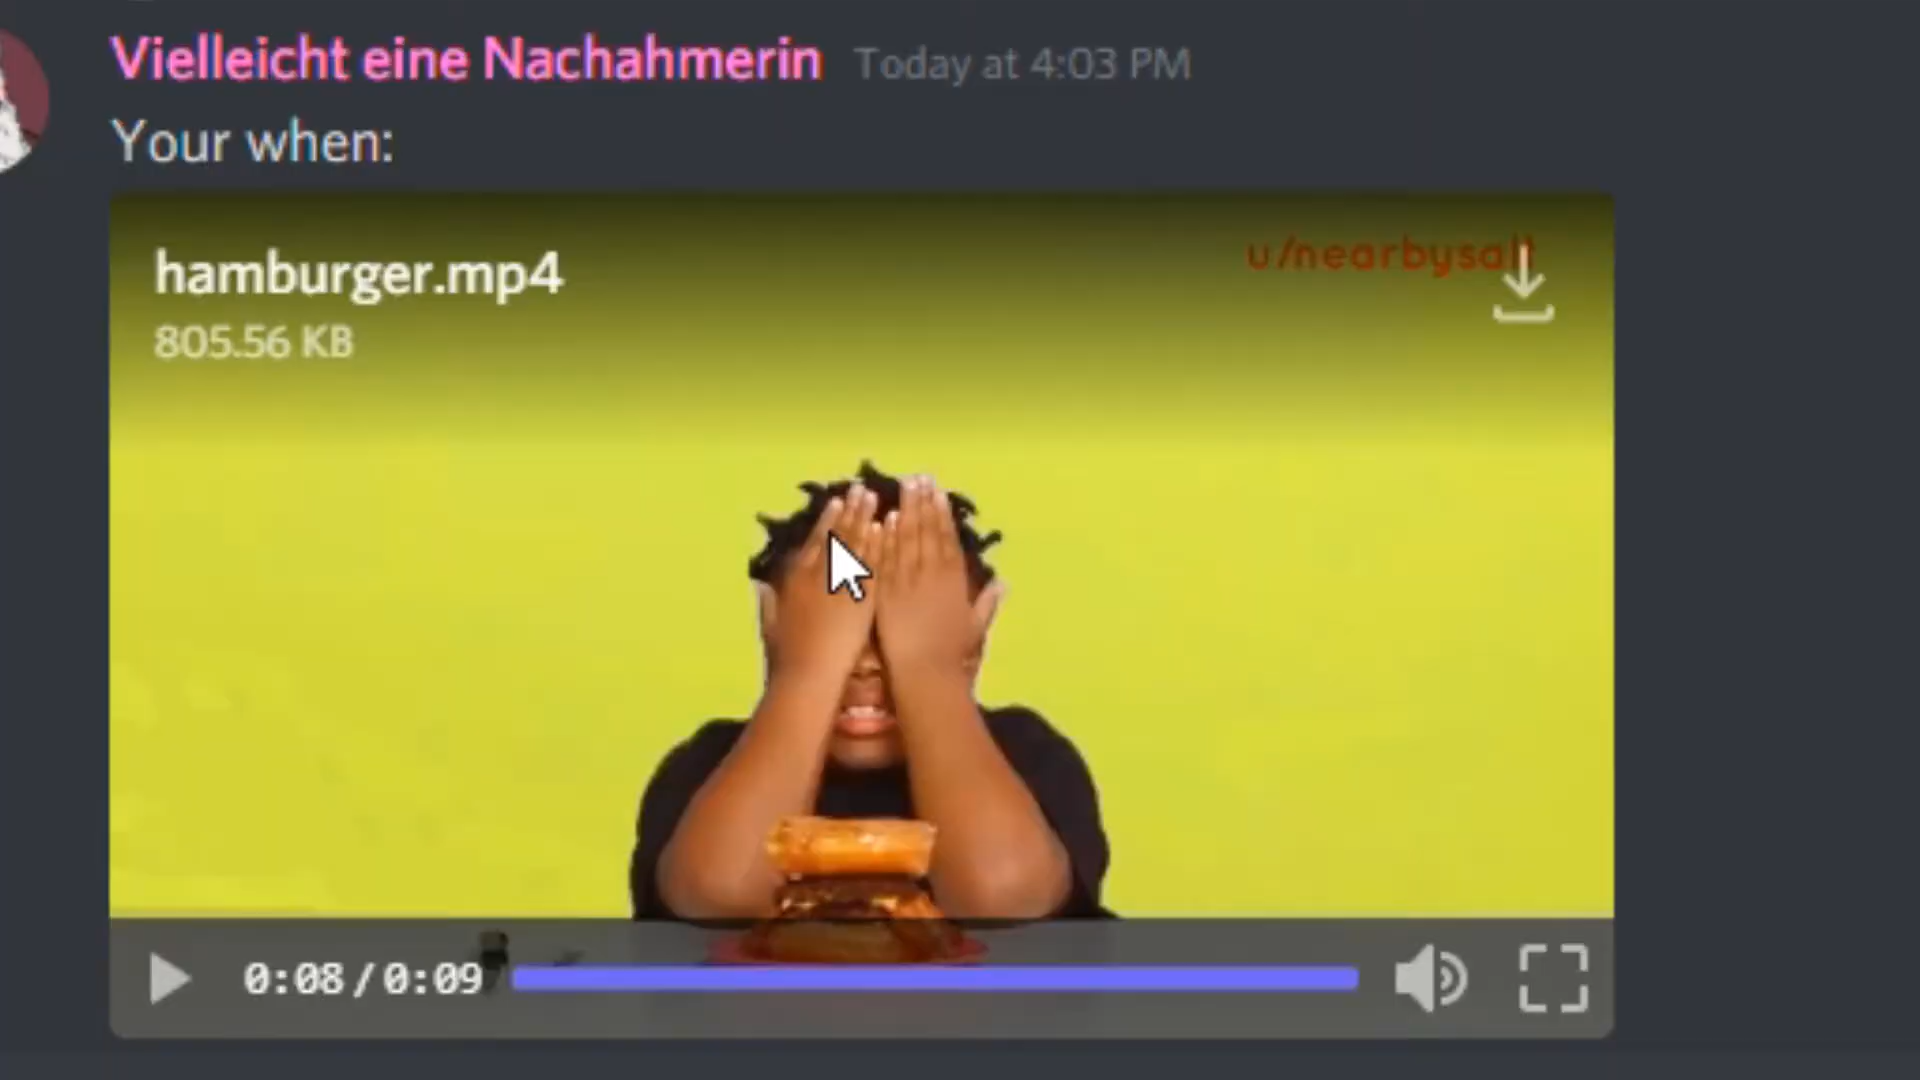 Vielleicht eine Nachahmerin Today at 4:03 PM
Your when:
hamburger.mp4
805.56 KB
0:08 / 0:09